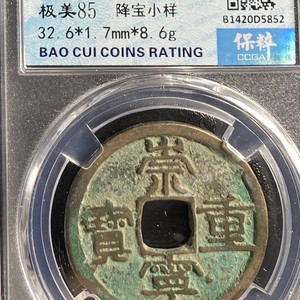 极美85 降宝小样
B1420D5852
32.6*1.7mm*8.6g
保粹
BAO CUI COINS RATING
CCGA
崇
寳 重
寧